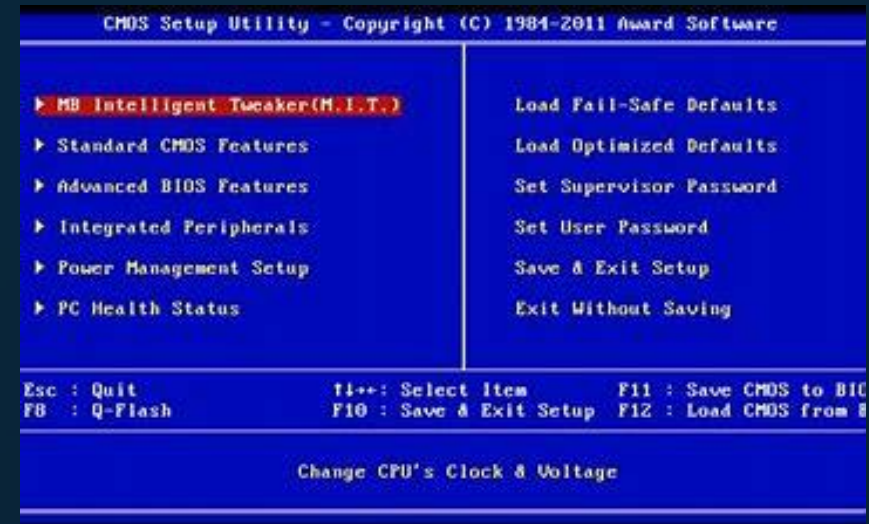 CMOS Setup Utility - Copyright (C) 1984-2011 Award Software
MB Intelligent Tweaker(M.I.T.)
Standard CMOS Features
Advanced BIOS Features
Integrated Peripherals
Power Management Setup
PC Health Status
Load Fail-Safe Defaults
Load Optimized Defaults
Set Supervisor Password
Set User Password
Save & Exit Setup
Exit Without Saving
Esc : Quit ↑↓→←: Select Item F11 : Save CMOS to BIO
F8 : Q-Flash F10 : Save & Exit Setup F12 : Load CMOS from
Change CPU's Clock & Voltage